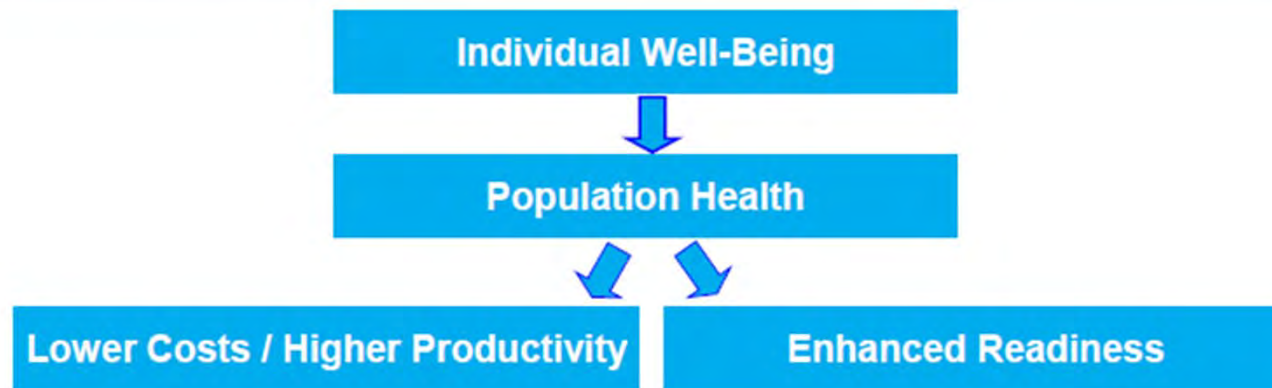 Individual Well-Being
Population Health
Lower Costs / Higher Productivity
Enhanced Readiness